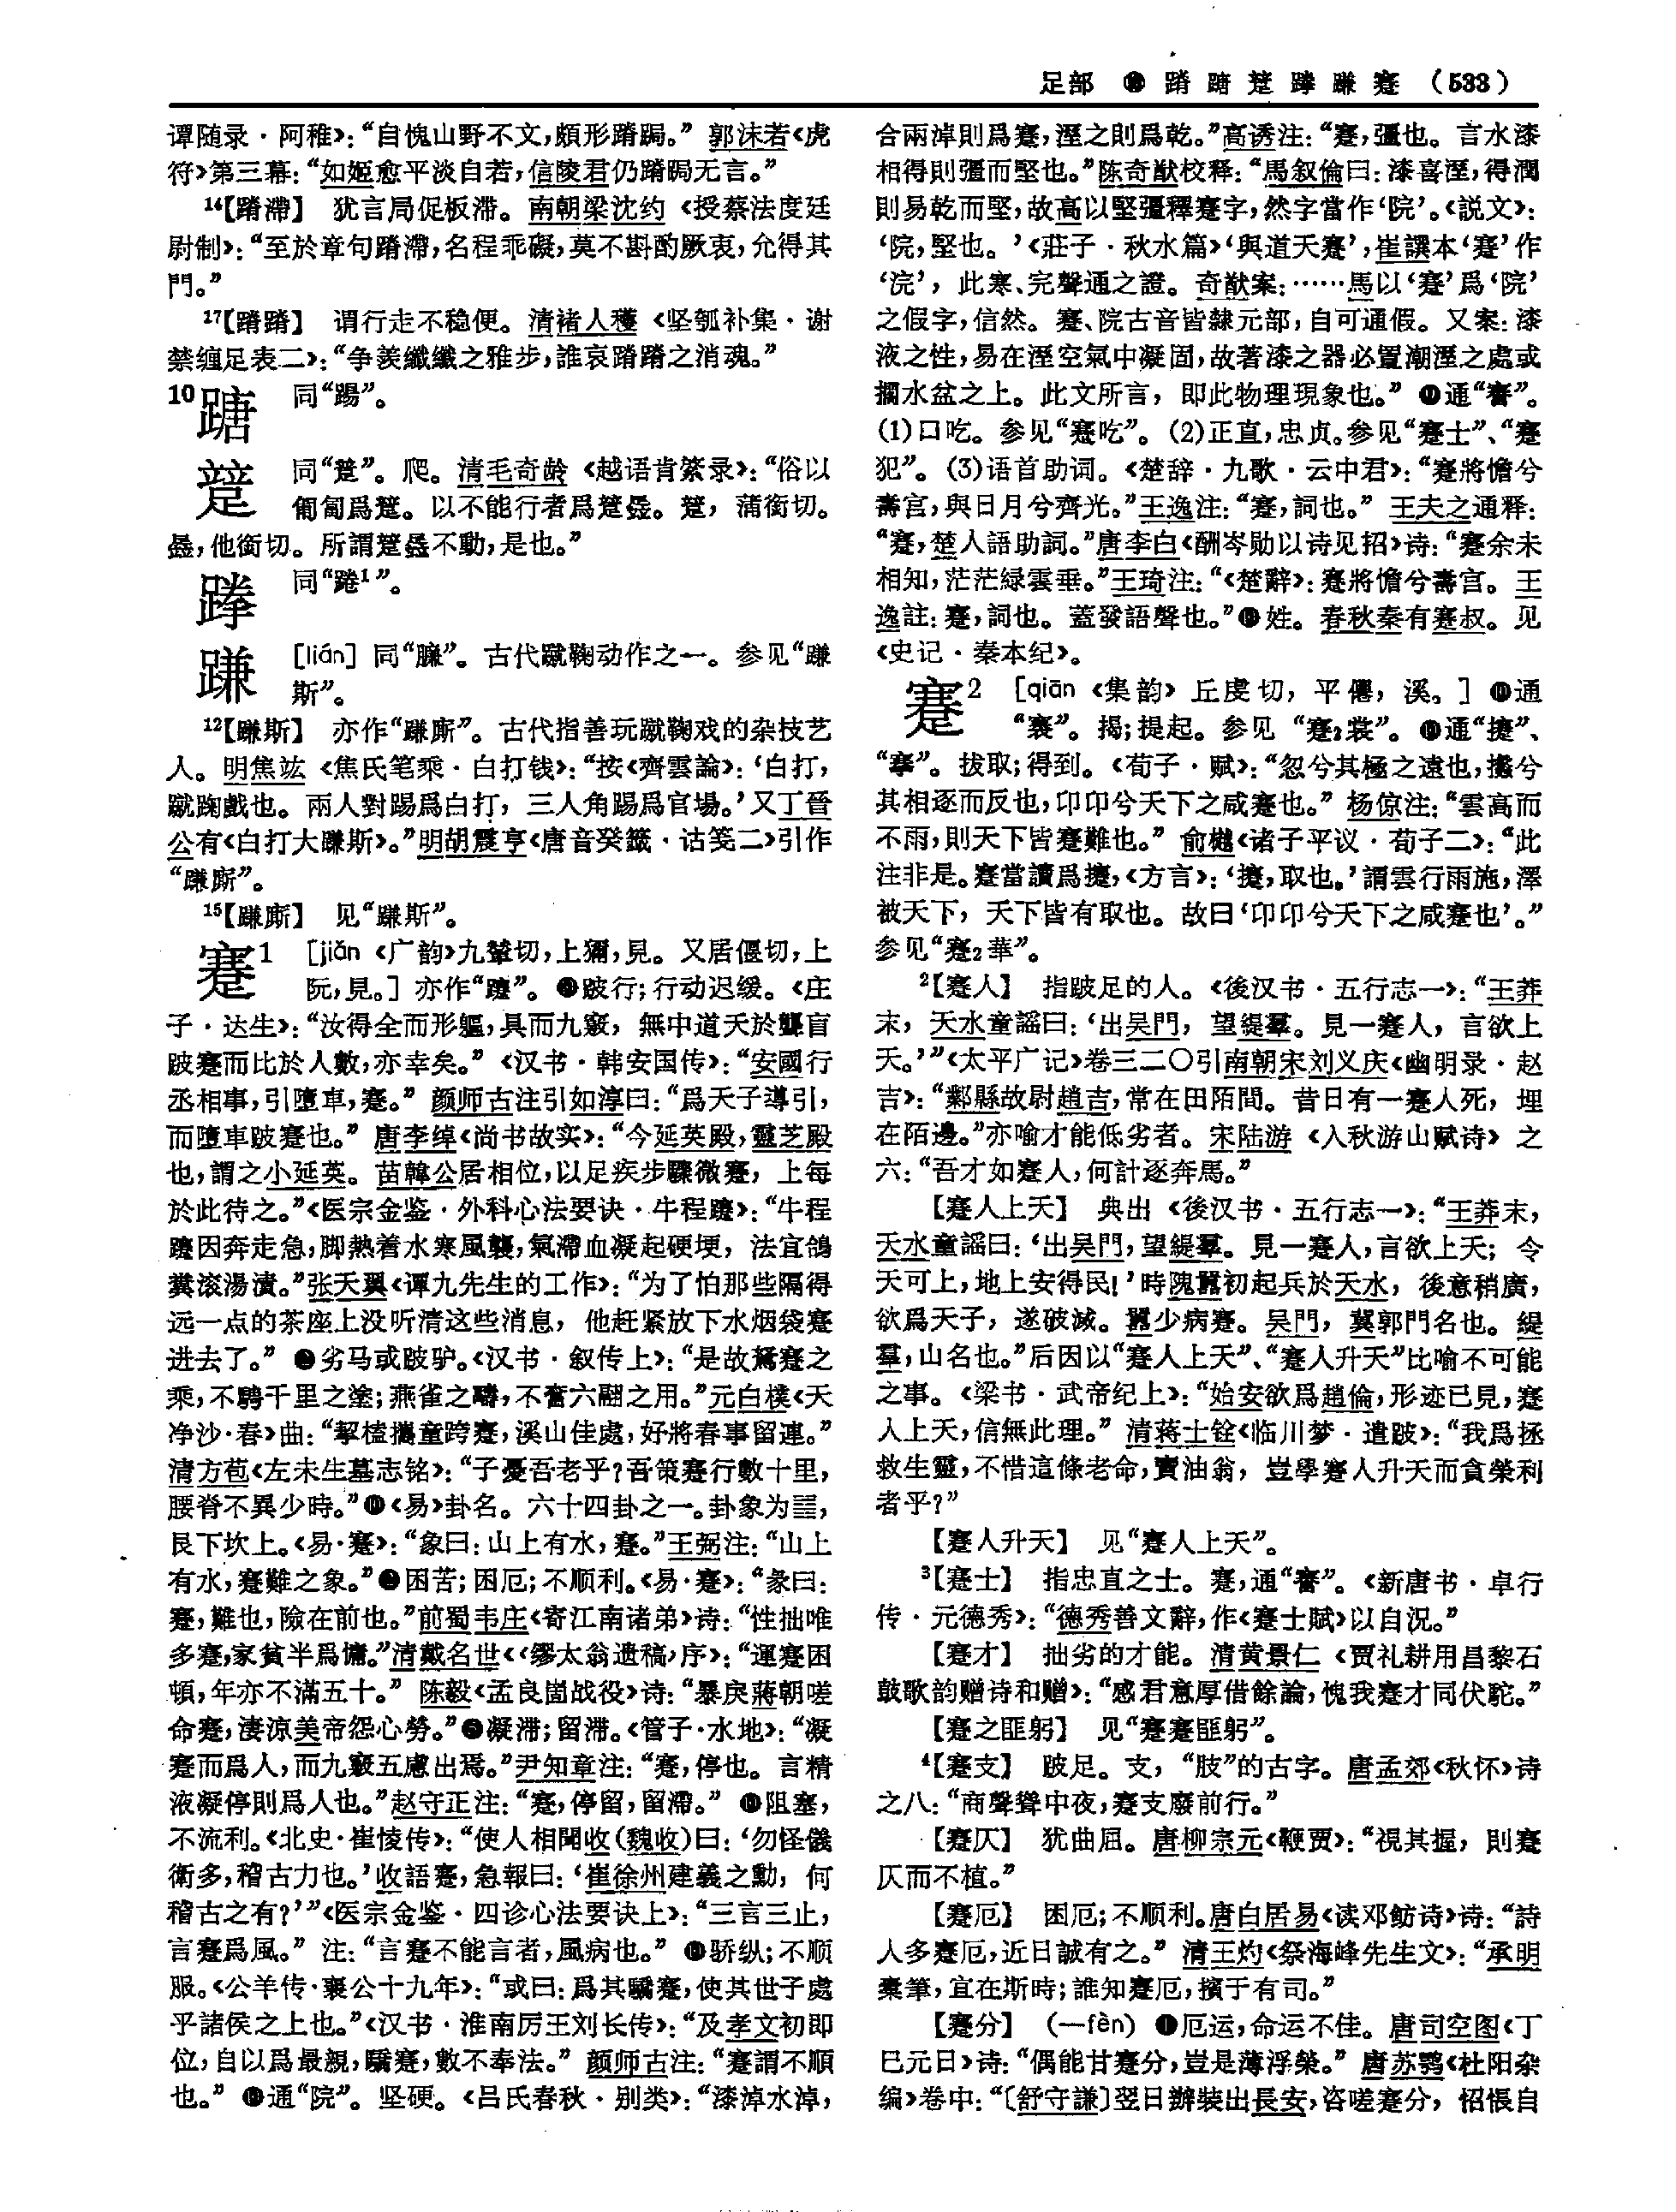 足部 ⑩ 蹐 蹖 𨃚 𨄔 𨄊 蹇 (533)
谭随录·阿稚》:“自愧山野不文,頗形蹐跼。” 郭沫若《虎
符》第三幕:“如姬愈平淡自若,信陵君仍蹐跼无言。”
14【蹐滯】 犹言局促板滞。南朝梁沈约《授蔡法度廷
尉制》:“至於章句蹐滯,名程乖礙,莫不斟酌厥衷,允得其
門。”
17【蹐蹐】 谓行走不稳便。清褚人穫《坚瓠补集·谢
禁缠足表二》:“争羨纖纖之雅步,誰哀蹐蹐之消魂。”
10 同“踼”。
同“”。爬。清毛奇龄《越语肯綮录》:“俗以
匍匐爲。以不能行者爲。,蒲銜切。
,他銜切。所謂不動,是也。”
同“踡1”。
[lián] 同“臁”。古代蹴鞠动作之一。参见“𨄊
斯”。
12【𨄊斯】 亦作“𨄊廝”。古代指善玩蹴鞠戏的杂技艺
人。明焦竑《焦氏笔乘·白打钱》:“按《齊雲論》:‘白打,
蹴踘戲也。兩人對踢爲白打,三人角踢爲官場。’又丁晉
公有《白打大𨄊斯》。”明胡震亨《唐音癸籤·诂笺二》引作
“𨄊廝”。
15【𨄊廝】 见“𨄊斯”。
蹇1 [jiǎn《广韵》九輦切,上獮,見。又居偃切,上
阮,見。] 亦作“躚”。❶跛行;行动迟缓。《庄
子·达生》:“汝得全而形軀,具而九竅,無中道夭於聾盲
跛蹇而比於人數,亦幸矣。”《汉书·韩安国传》:“安國行
丞相事,引墮車,蹇。” 颜师古注引如淳曰:“爲天子導引,
而墮車跛蹇也。” 唐李绰《尚书故实》:“今延英殿,靈芝殿
也,謂之小延英。苗韓公居相位,以足疾步驟微蹇,上每
於此待之。”《医宗金鉴·外科心法要诀·牛程蹇》:“牛程
蹇因奔走急,脚熱着水寒風襲,氣滯血凝起硬埂,法宜鴿
糞滚湯漬。”张天翼《谭九先生的工作》:“为了怕那些隔得
远一点的茶座上没听清这些消息,他赶紧放下水烟袋蹇
进去了。” ❷劣马或跛驴。《汉书·叙传上》:“是故駑蹇之
乘,不騁千里之塗;燕雀之疇,不奮六翮之用。”元白樸《天
净沙·春》曲:“挈榼攜童跨蹇,溪山佳處,好將春事留連。”
清方苞《左未生墓志铭》:“子憂吾老乎?吾策蹇行數十里,
腰脊不異少時。”❸《易》卦名。六十四卦之一。卦象为䷦,
艮下坎上。《易·蹇》:“象曰:山上有水,蹇。”王弼注:“山上
有水,蹇難之象。”❹困苦;困厄;不顺利。《易·蹇》:“彖曰:
蹇,難也,險在前也。”前蜀韦庄《寄江南诸弟》诗:“性拙唯
多蹇,家貧半爲慵。”清戴名世《〈缪太翁遗稿〉序》:“運蹇困
頓,年亦不滿五十。” 陈毅《孟良崮战役》诗:“暴戾蔣朝嗟
命蹇,淒涼美帝怨心勞。”❺凝滞;留滞。《管子·水地》:“凝
蹇而爲人,而九竅五慮出焉。”尹知章注:“蹇,停也。言精
液凝停則爲人也。”赵守正注:“蹇,停留,留滯。” ❻阻塞,
不流利。《北史·崔㥄传》:“使人相聞收(魏收)曰:‘勿怪儀
衛多,稽古力也。’收語蹇,急報曰:‘崔徐州建義之勳,何
稽古之有?’”《医宗金鉴·四诊心法要诀上》:“三言三止,
言蹇爲風。” 注:“言蹇不能言者,風病也。” ❼骄纵;不顺
服。《公羊传·襄公十九年》:“或曰:爲其驕蹇,使其世子處
乎諸侯之上也。”《汉书·淮南厉王刘长传》:“及孝文初即
位,自以爲最親,驕蹇,數不奉法。” 颜师古注:“蹇謂不順
也。” ❽通“院”。坚硬。《吕氏春秋·别类》:“漆淖水淖,
合兩淖則爲蹇,溼之則爲乾。”高诱注:“蹇,彊也。言水漆
相得則彊而堅也。”陈奇猷校释:“馬叙倫曰:漆喜溼,得潤
則易乾而堅,故高以堅彊釋蹇字,然字當作‘院’。《説文》:
‘院,堅也。’《莊子·秋水篇》‘與道大蹇’,崔譔本‘蹇’作
‘浣’,此寒、完聲通之證。奇猷案:……馬以‘蹇’爲‘院’
之假字,信然。蹇、院古音皆隸元部,自可通假。又案:漆
液之性,易在溼空氣中凝固,故著漆之器必置潮溼之處或
擱水盆之上。此文所言,即此物理現象也。” ❾通“謇”。
(1)口吃。参见“蹇吃”。(2)正直,忠贞。参见“蹇士”、“蹇
犯”。(3)语首助词。《楚辞·九歌·云中君》:“蹇將憺兮
壽宫,與日月兮齊光。”王逸注:“蹇,詞也。” 王夫之通释:
“蹇,楚人語助詞。”唐李白《酬岑勋以诗见招》诗:“蹇余未
相知,茫茫緑雲垂。”王琦注:“《楚辭》:蹇將憺兮壽宫。王
逸註:蹇,詞也。蓋發語聲也。”❿姓。春秋秦有蹇叔。见
《史记·秦本纪》。
蹇2 [qiān《集韵》丘虔切,平僊,溪。] ❶通
“褰”。揭;提起。参见“蹇2裳”。❷通“攓”、
“搴”。拔取;得到。《荀子·赋》:“忽兮其極之遠也,攭兮
其相逐而反也,卬卬兮天下之咸蹇也。” 杨倞注:“雲高而
不雨,則天下皆蹇難也。” 俞樾《诸子平议·荀子二》:“此
注非是。蹇當讀爲攓,《方言》:‘攓,取也。’謂雲行雨施,澤
被天下,天下皆有取也。故曰‘卬卬兮天下之咸蹇也’。”
参见“蹇2華”。
2【蹇人】 指跛足的人。《後汉书·五行志一》:“王莽
末,天水童謡曰:‘出吴門,望緹羣。見一蹇人,言欲上
天。’”《太平广记》卷三二〇引南朝宋刘义庆《幽明录·赵
吉》:“鄴縣故尉趙吉,常在田陌間。昔日有一蹇人死,埋
在陌邊。”亦喻才能低劣者。宋陆游《入秋游山赋诗》之
六:“吾才如蹇人,何計逐奔馬。”
【蹇人上天】 典出《後汉书·五行志一》:“王莽末,
天水童謡曰:‘出吴門,望緹羣。見一蹇人,言欲上天;令
天可上,地上安得民!’時隗囂初起兵於天水,後意稍廣,
欲爲天子,遂破滅。囂少病蹇。吴門,冀郭門名也。緹
羣,山名也。”后因以“蹇人上天”、“蹇人升天”比喻不可能
之事。《梁书·武帝纪上》:“始安欲爲趙倫,形迹已見,蹇
人上天,信無此理。” 清蒋士铨《临川梦·遣跛》:“我爲拯
救生靈,不惜這條老命,賣油翁,豈學蹇人升天而貪榮利
者乎?”
【蹇人升天】 见“蹇人上天”。
3【蹇士】 指忠直之士。蹇,通“謇”。《新唐书·卓行
传·元德秀》:“德秀善文辭,作《蹇士賦》以自況。”
【蹇才】 拙劣的才能。清黄景仁《贾礼耕用昌黎石
鼓歌韵赠诗和赠》:“感君意厚借餘論,愧我蹇才同伏駝。”
【蹇之匪躬】 见“蹇蹇匪躬”。
4【蹇支】 跛足。支,“肢”的古字。唐孟郊《秋怀》诗
之八:“商聲聳中夜,蹇支廢前行。”
【蹇仄】 犹曲屈。唐柳宗元《鞭贾》:“視其握,則蹇
仄而不植。”
【蹇厄】 困厄;不顺利。唐白居易《读邓鲂诗》诗:“詩
人多蹇厄,近日誠有之。” 清王灼《祭海峰先生文》:“承明
橐筆,宜在斯時;誰知蹇厄,擯于有司。”
【蹇分】 (—fèn) ❶厄运,命运不佳。唐司空图《丁
巳元日》诗:“偶能甘蹇分,豈是薄浮榮。” 唐苏鹗《杜阳杂
编》卷中:“〔舒守謙〕翌日辦裝出長安,咨嗟蹇分,怊悵自